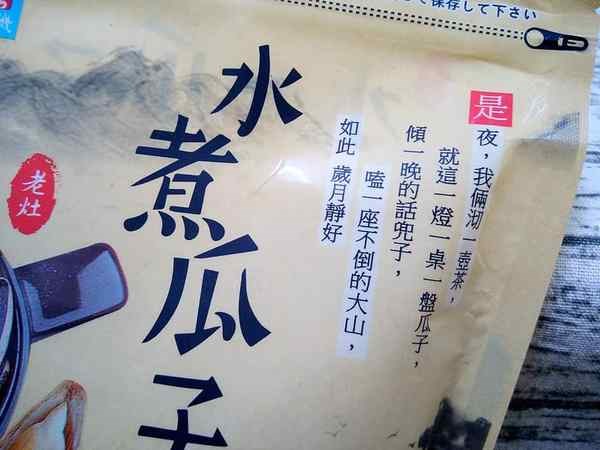 て保存して下さい
水煮瓜子
老灶
是夜，我倆沏一壺茶，
就這一燈一桌一盤瓜子，
傾一晚的話兜子，
嗑一座不倒的大山，
如此 歲月靜好